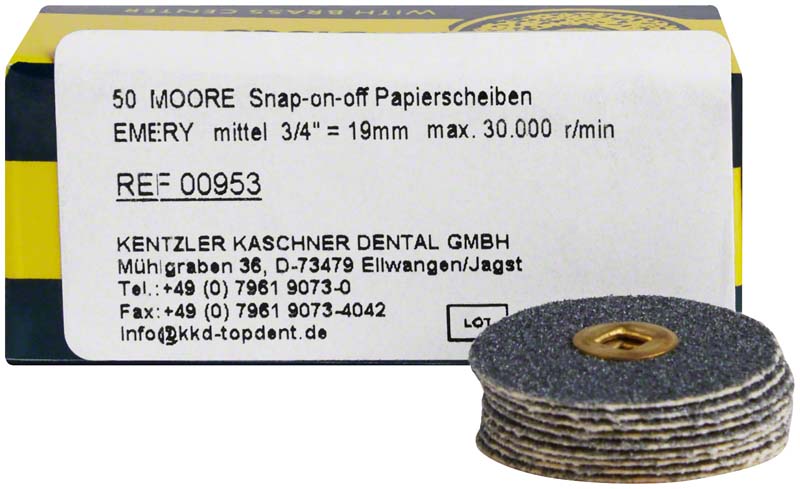 WITH BRASS CENTER
50 MOORE Snap-on-off Papierscheiben
EMERY mittel 3/4" = 19mm max. 30.000 r/min
REF 00953
KENTZLER KASCHNER DENTAL GMBH
Mühlgraben 36, D-73479 Ellwangen/Jagst
Tel.:+49 (0) 7961 9073-0
Fax:+49 (0) 7961 9073-4042
info@kkd-topdent.de
LOT